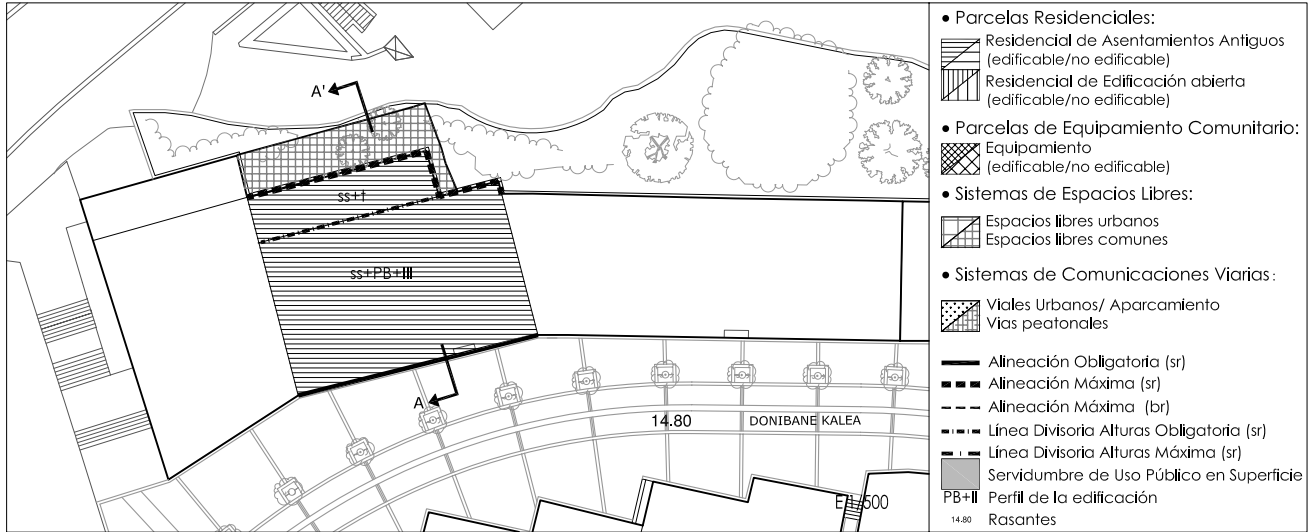 A'
ss+t
ss+PB+III
A
14.80
DONIBANE KALEA
E 1/500
• Parcelas Residenciales:
Residencial de Asentamientos Antiguos
(edificable/no edificable)
Residencial de Edificación abierta
(edificable/no edificable)
• Parcelas de Equipamiento Comunitario:
Equipamiento
(edificable/no edificable)
• Sistemas de Espacios Libres:
Espacios libres urbanos
Espacios libres comunes
• Sistemas de Comunicaciones Viarias:
Viales Urbanos/ Aparcamiento
Vias peatonales
Alineación Obligatoria (sr)
Alineación Máxima (sr)
Alineación Máxima (br)
Línea Divisoria Alturas Obligatoria (sr)
Línea Divisoria Alturas Máxima (sr)
Servidumbre de Uso Público en Superficie
PB+II Perfil de la edificación
14.80 Rasantes